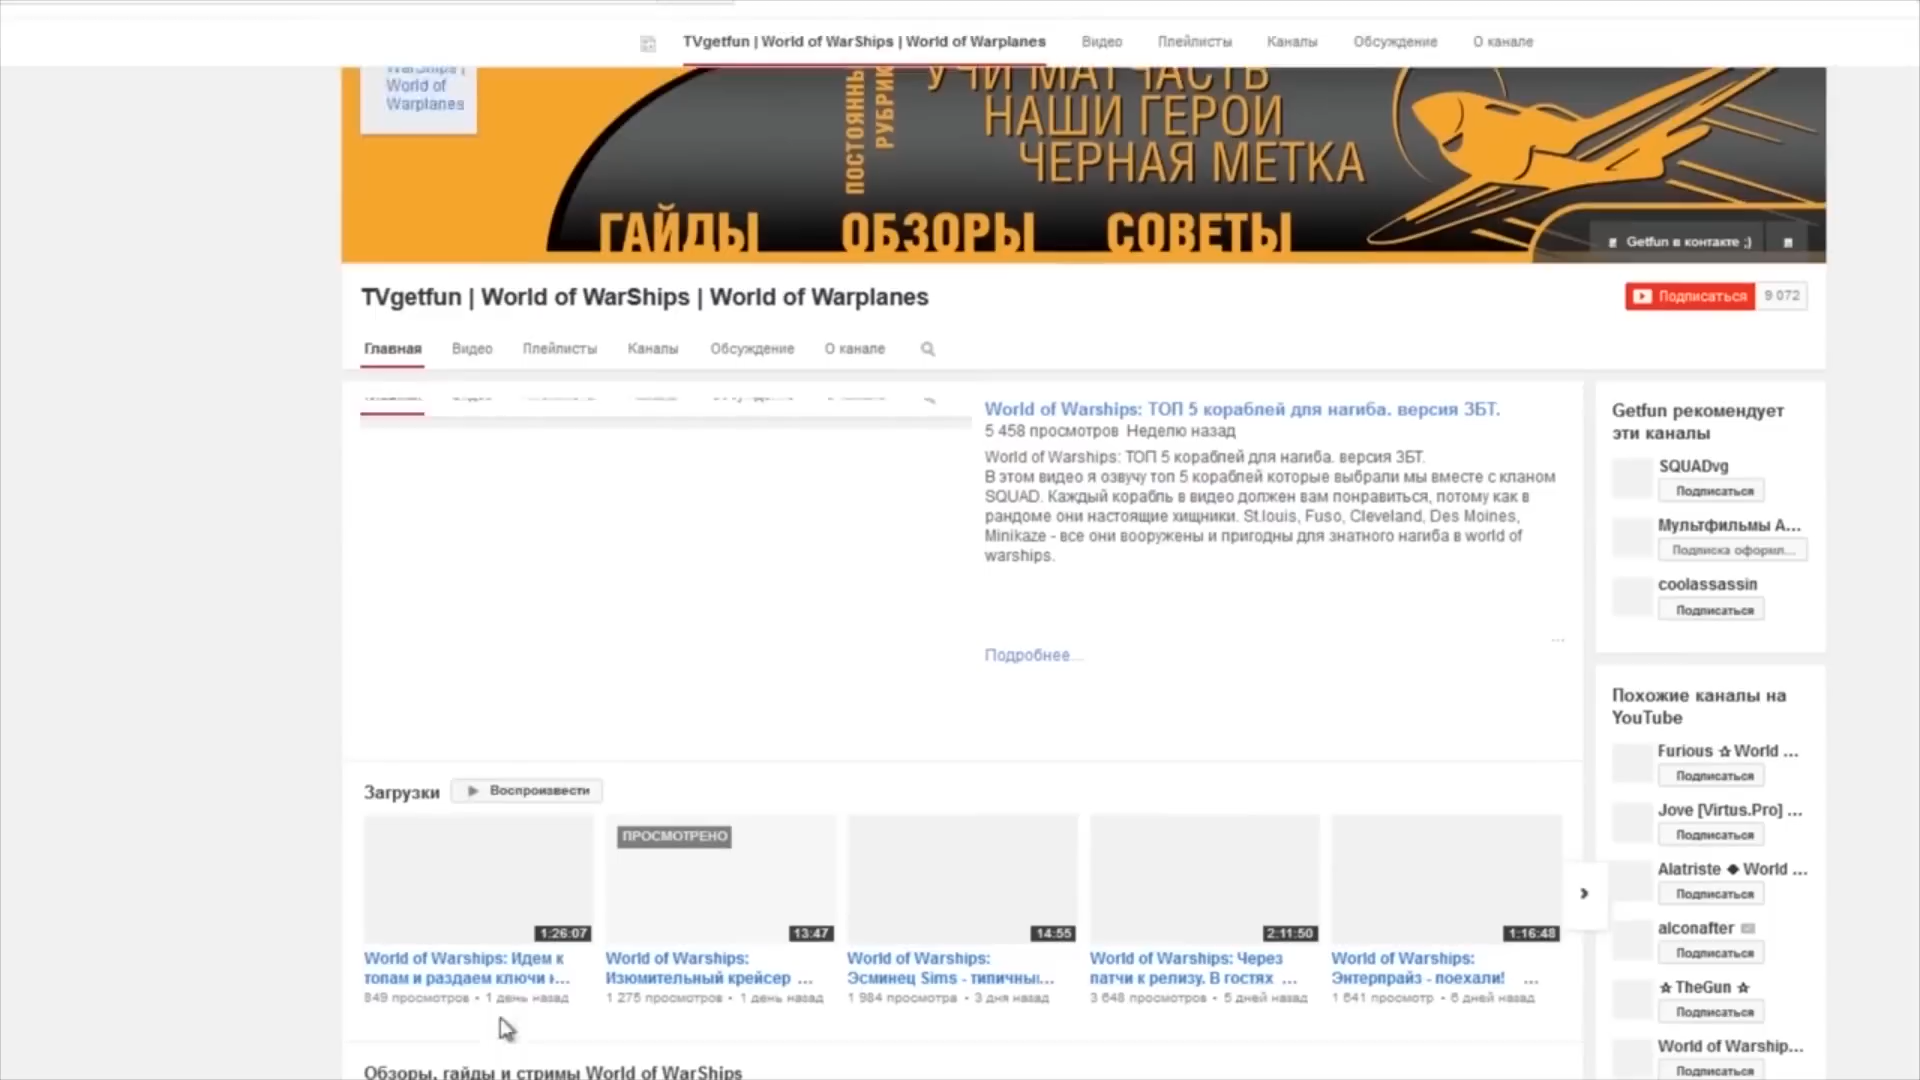 TVgetfun | World of WarShips | World of Warplanes
Видео
Плейлисты
Каналы
Обсуждение
О канале
WarShips |
World of
Warplanes
ПОСТОЯННЫ
РУБРИК
УЧИ МАТЧАСТЬ
НАШИ ГЕРОИ
ЧЕРНАЯ МЕТКА
ГАЙДЫ ОБЗОРЫ СОВЕТЫ
Getfun в контакте ;)
TVgetfun | World of WarShips | World of Warplanes
Подписаться 9 072
Главная
Видео
Плейлисты
Каналы
Обсуждение
О канале
World of Warships: ТОП 5 кораблей для нагиба. версия ЗБТ.
5 458 просмотров Неделю назад
World of Warships: ТОП 5 кораблей для нагиба. версия ЗБТ.
В этом видео я озвучу топ 5 кораблей которые выбрали мы вместе с кланом
SQUAD. Каждый корабль в видео должен вам понравиться, потому как в
рандоме они настоящие хищники. St.louis, Fuso, Cleveland, Des Moines,
Minikaze - все они вооружены и пригодны для знатного нагиба в world of
warships.
...
Подробнее...
Загрузки
Воспроизвести
1:26:07
World of Warships: Идем к
топам и раздаем ключи н...
849 просмотров • 1 день назад
ПРОСМОТРЕНО
13:47
World of Warships:
Изюмительный крейсер ...
1 275 просмотров • 1 день назад
14:55
World of Warships:
Эсминец Sims - типичны...
1 984 просмотра • 3 дня назад
2:11:50
World of Warships: Через
патчи к релизу. В гостях ...
3 648 просмотров • 5 дней назад
1:16:48
World of Warships:
Энтерпрайз - поехали! ...
1 641 просмотр • 6 дней назад
Обзоры, гайды и стримы World of WarShips
Getfun рекомендует
эти каналы
SQUADvg
Подписаться
Мультфильмы А...
Подписка оформл...
coolassassin
Подписаться
Похожие каналы на
YouTube
Furious ☆ World ...
Подписаться
Jove [Virtus.Pro] ...
Подписаться
Alatriste ◆ World ...
Подписаться
alconafter
Подписаться
☆ TheGun ☆
Подписаться
World of Warship...
Подписаться